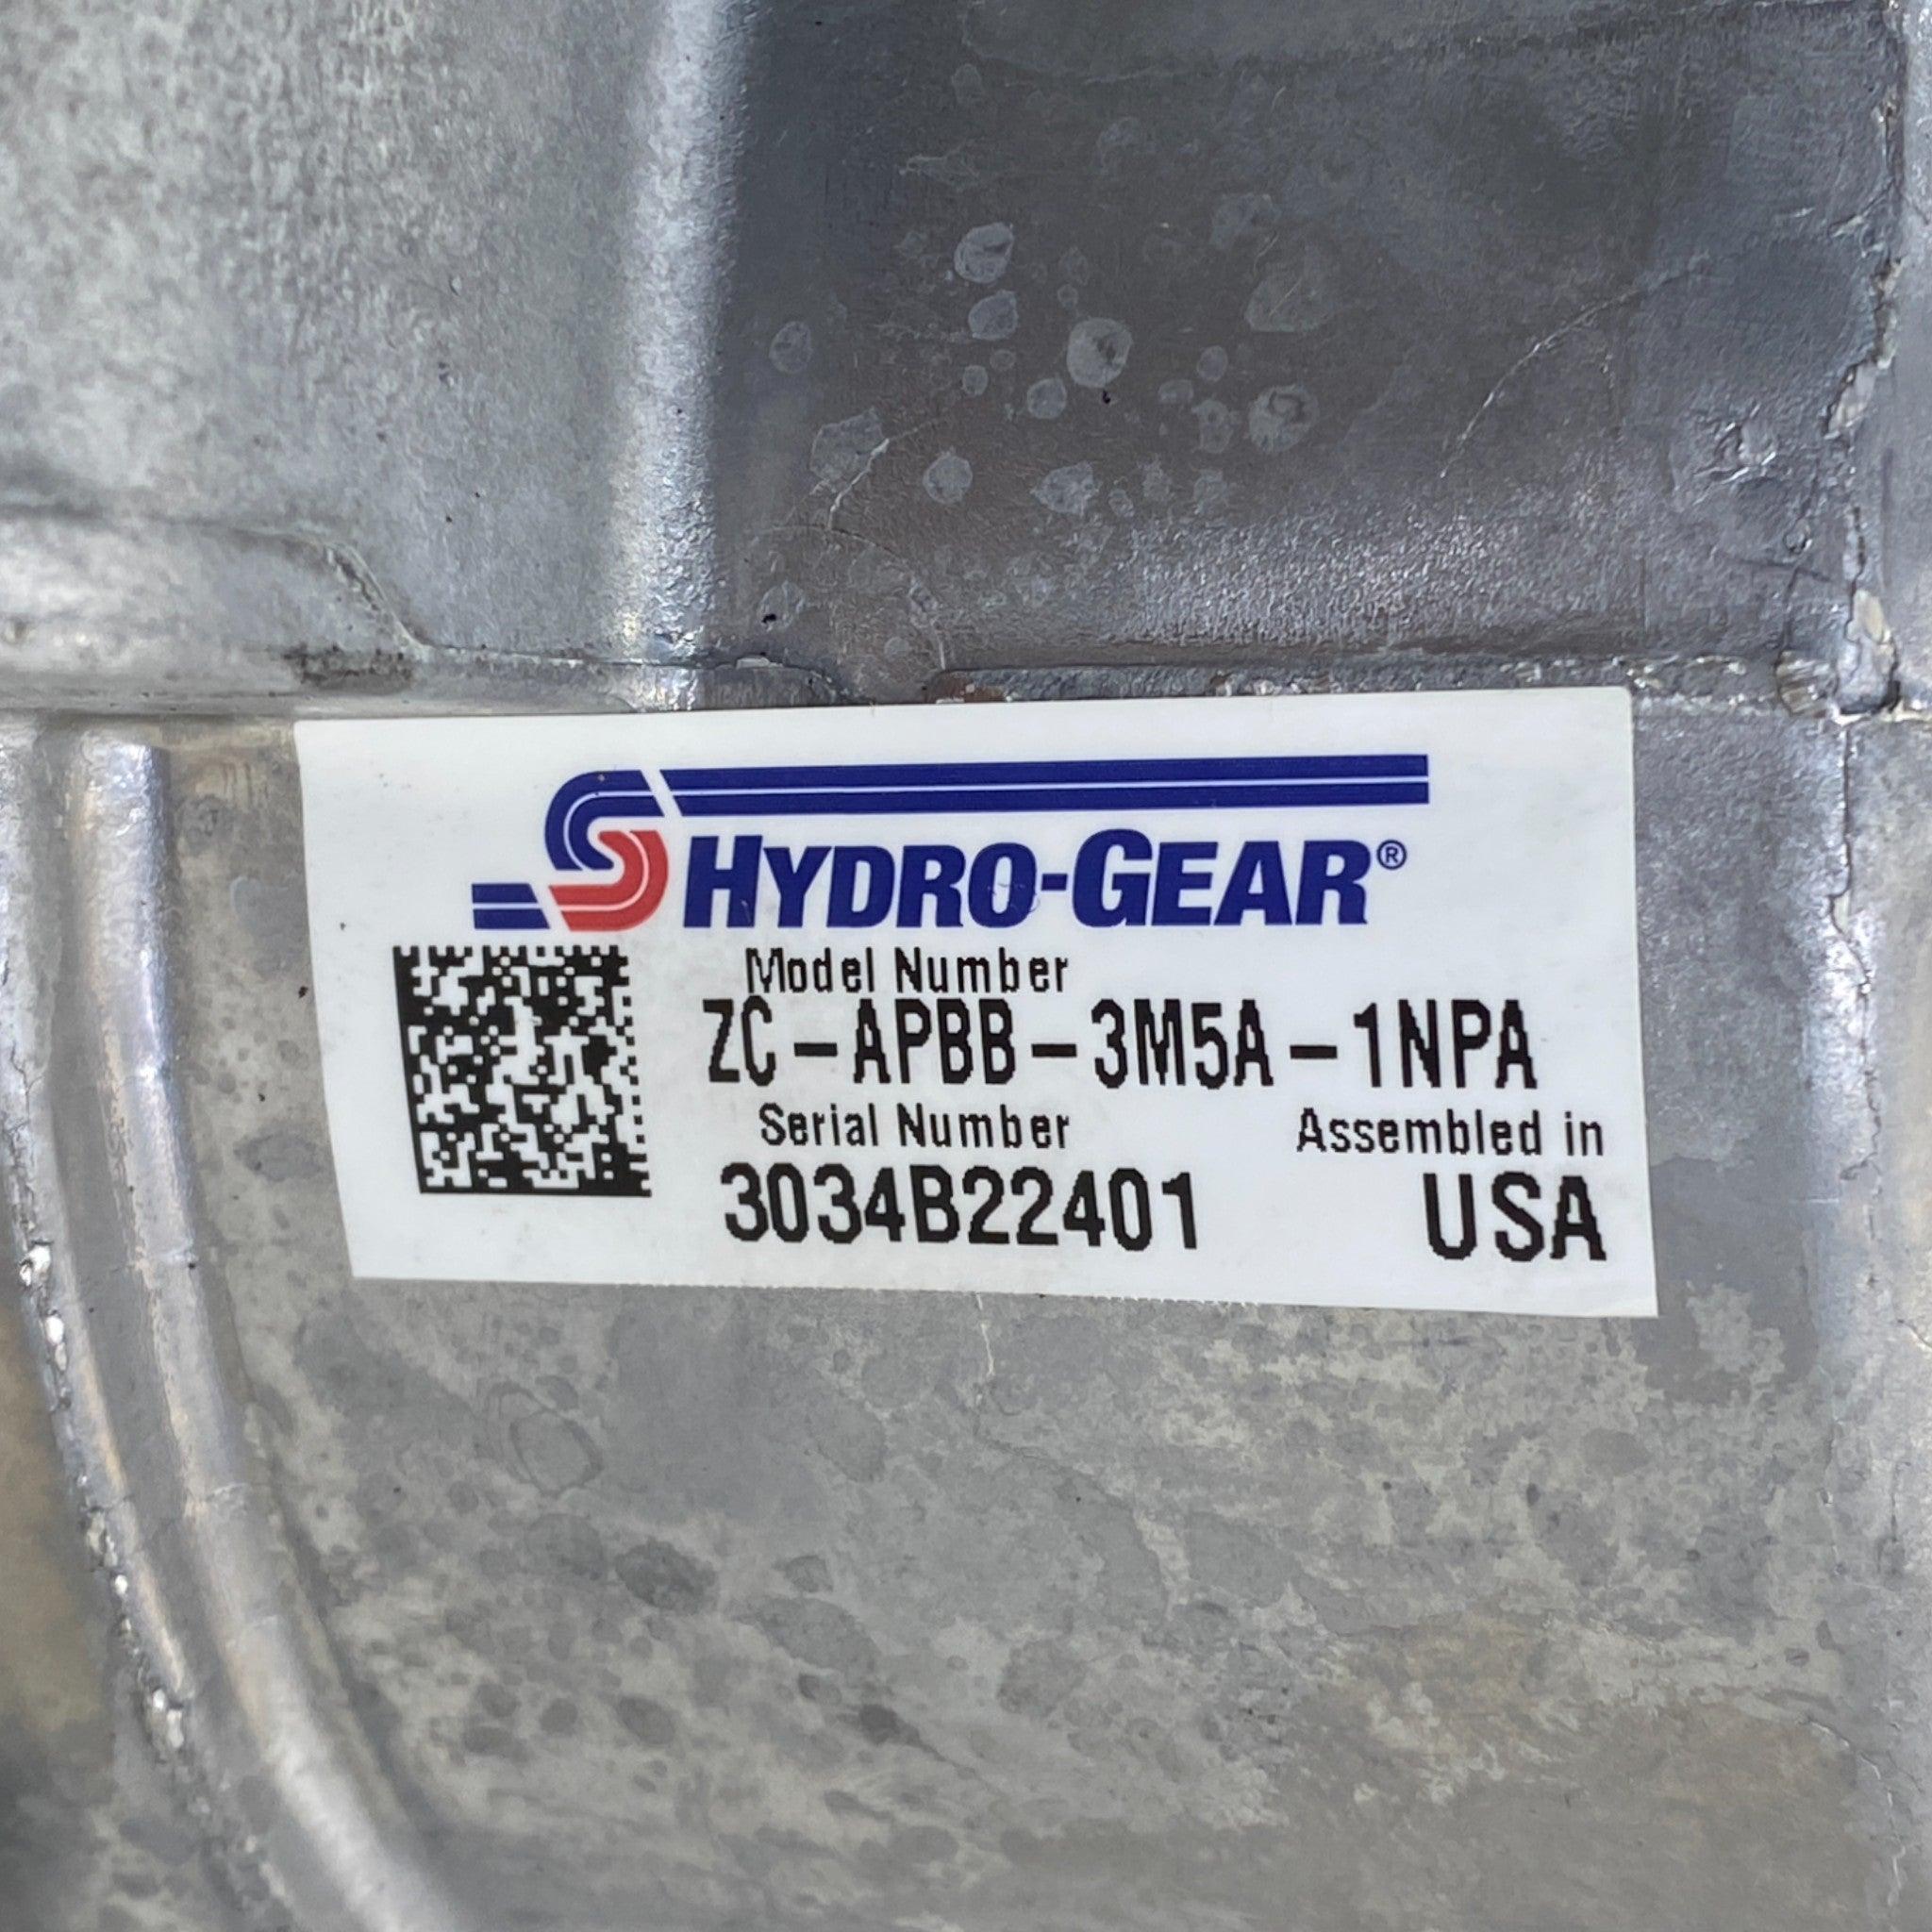 HYDRO-GEAR®
Model Number
ZC-APBB-3M5A-1NPA
Serial Number
3034B22401
Assembled in
USA